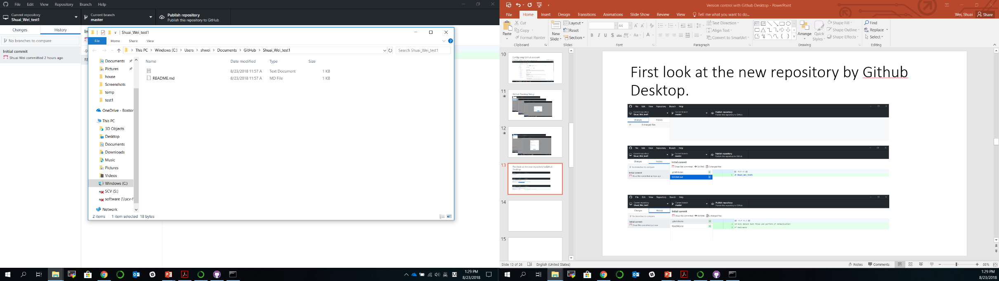 File Edit View Repository Branch Help
Current repository
Shuai_Wei_test1
Current branch
master
Publish repository
Publish this repository to GitHub
Changes History
No branches to compare
Initial commit
Shuai Wei committed 2 hours ago
Shuai_Wei_test1
File Home Share View
This PC Windows (C:) Users shwei Documents GitHub Shuai_Wei_test1
Search Shuai_Wei_test1
Name Date modified Type Size
8/23/2018 11:57 A Text Document 1 KB
README.md 8/23/2018 11:57 A MD File 1 KB
Documents
Pictures
house
Screenshots
temp
test1
OneDrive - Bostor
This PC
3D Objects
Desktop
Documents
Downloads
Music
Pictures
Videos
Windows (C:)
SCV (S:)
software (\\scv-f
Network
2 items 1 item selected 18 bytes
英 M 1:29 PM
8/23/2018
Version control with Github Desktop - PowerPoint
File Home Insert Design Transitions Animations Slide Show Review View Tell me what you want to do...
Wei, Shuai Share
Paste Cut Copy Format Painter
Clipboard
New Slide Layout Reset Section
Slides
44
B I U S abc AV Aa A
Font
Text Direction
Align Text
Convert to SmartArt
Paragraph
Arrange Quick Styles Shape Fill Shape Outline Shape Effects
Drawing
Find
Replace
Select
Editing
10
Configuring GitHub account
11
GitHub Desktop Setup
12
13
First look at the new repository byGithub
Desktop.
14
15
First look at the new repository by Github
Desktop.
File Edit View Repository Branch Help
Current repository
Shuai_Wei_test1
Current branch
master
Publish repository
Publish this repository to GitHub
Changes History
0 changed files
File Edit View Repository Branch Help
Current repository
Shuai_Wei_test1
Current branch
master
Publish repository
Publish this repository to GitHub
Changes History
Initial commit
No branches to compare
Shuai Wei committed 2 changed files
Initial commit
Shuai Wei committed an hour ago
.gitattributes
README.md
@@ -0,0 +1 @@
1 +# Shuai_Wei_test1
File Edit View Repository Branch Help
Current repository
Shuai_Wei_test1
Current branch
master
Publish repository
Publish this repository to GitHub
Changes History
Initial commit
No branches to compare
Shuai Wei committed 2 changed files
Initial commit
Shuai Wei committed just now
.gitattributes
README.md
@@ -0,0 +1,2 @@
1 +# Auto detect text files and perform LF normalization
2 +* text=auto
Slide 13 of 26 English (United States)
Notes Comments 88%
1:29 PM
8/23/2018